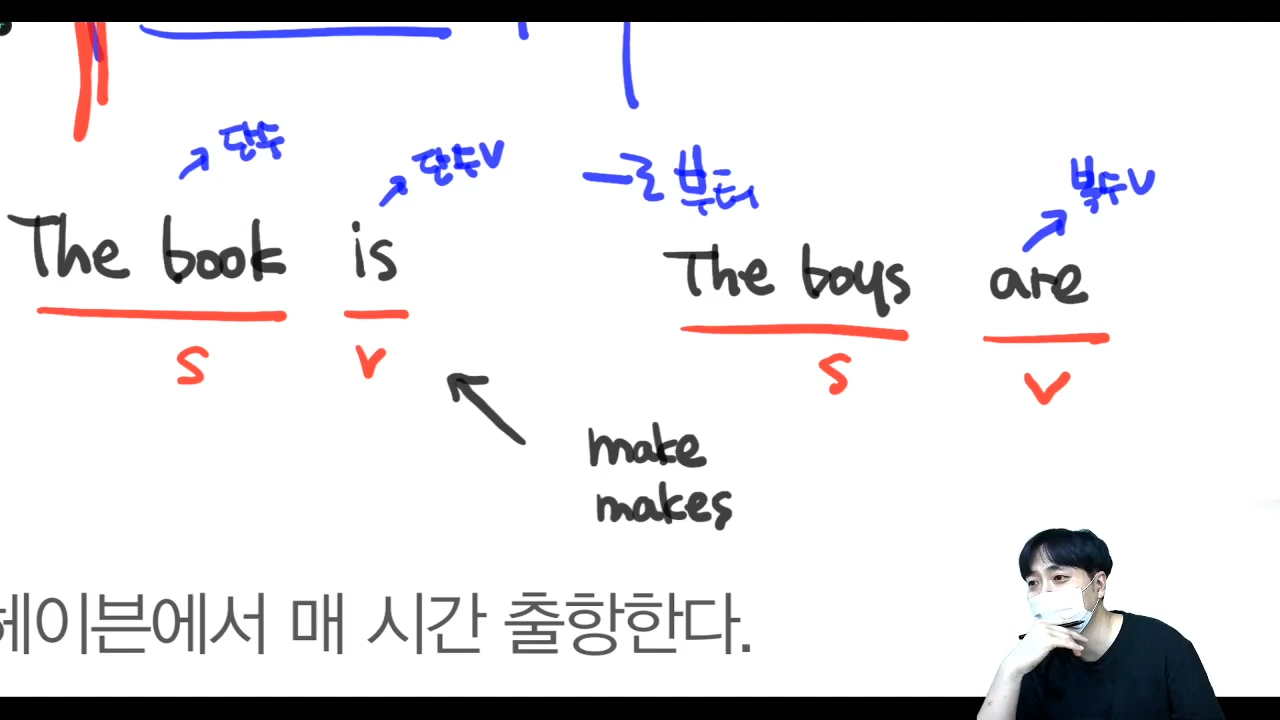 단수
단수V
부터
복수V
The book is
The boys are
S V
S V
make
makes
헤이븐에서 매 시간 출항한다.